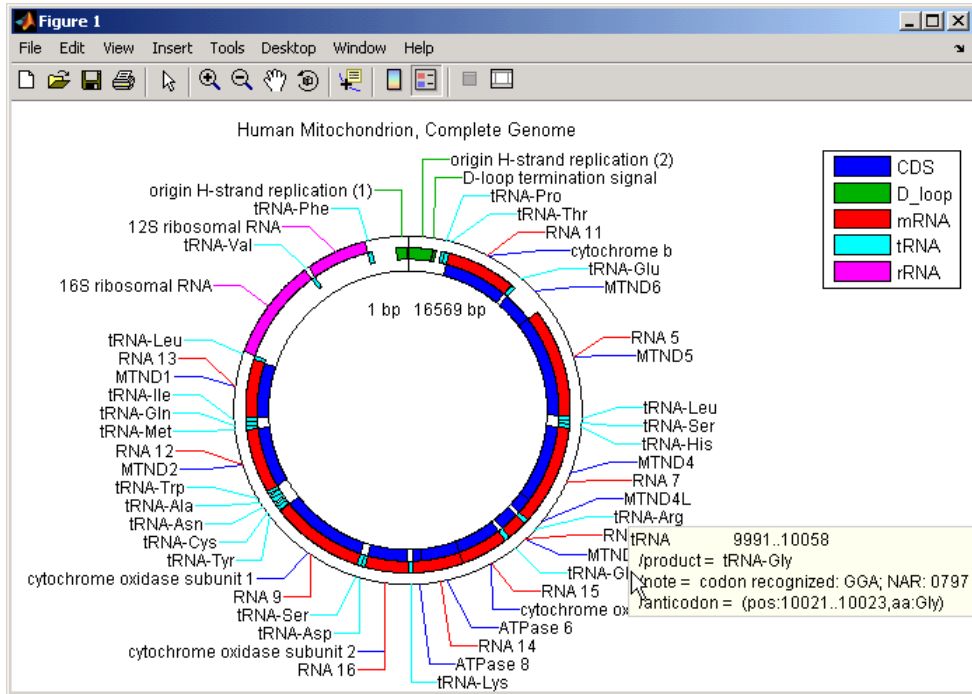 Figure 1
File Edit View Insert Tools Desktop Window Help
Human Mitochondrion, Complete Genome
origin H-strand replication (2)
D-loop termination signal
origin H-strand replication (1)
tRNA-Pro
tRNA-Phe
tRNA-Thr
12S ribosomal RNA
RNA 11
tRNA-Val
cytochrome b
tRNA-Glu
16S ribosomal RNA
MTND6
1 bp 16569 bp
CDS
D_loop
mRNA
tRNA
rRNA
tRNA-Leu
RNA 13
MTND1
tRNA-Ile
tRNA-Gln
tRNA-Met
RNA 12
MTND2
tRNA-Trp
tRNA-Ala
tRNA-Asn
tRNA-Cys
tRNA-Tyr
cytochrome oxidase subunit 1
RNA 9
tRNA-Ser
tRNA-Asp
cytochrome oxidase subunit 2
RNA 16
RNA 5
MTND5
tRNA-Leu
tRNA-Ser
tRNA-His
MTND4
RNA 7
MTND4L
tRNA-Arg
RN
MTND
tRNA-Gl
RNA 15
cytochrome ox
ATPase 6
RNA 14
ATPase 8
tRNA-Lys
tRNA 9991..10058
/product = tRNA-Gly
/note = codon recognized: GGA; NAR: 0797
/anticodon = (pos:10021..10023,aa:Gly)